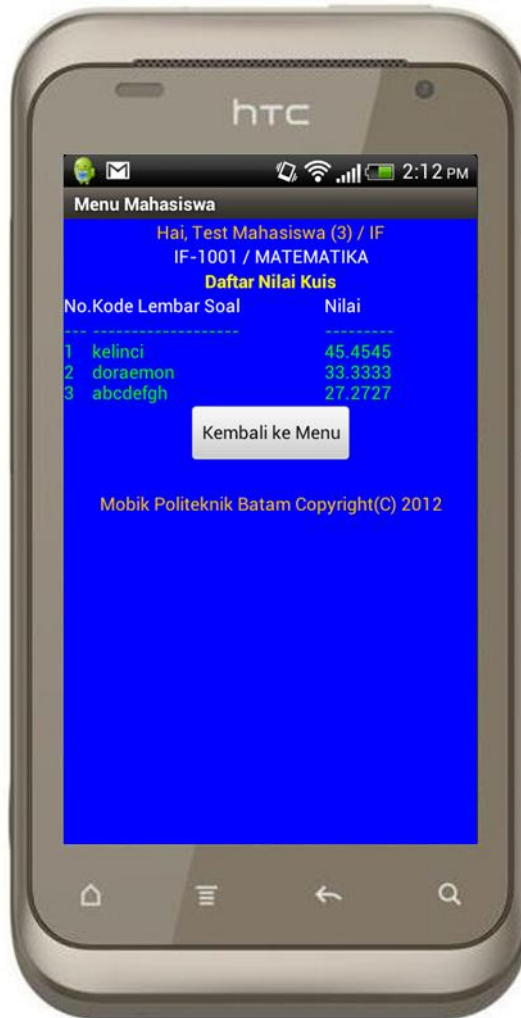 hTC
2:12 PM
Menu Mahasiswa
Hai, Test Mahasiswa (3) / IF
IF-1001 / MATEMATIKA
Daftar Nilai Kuis
No. Kode Lembar Soal Nilai
--- ------------------- ---------
1 kelinci 45.4545
2 doraemon 33.3333
3 abcdefgh 27.2727
Kembali ke Menu
Mobik Politeknik Batam Copyright(C) 2012